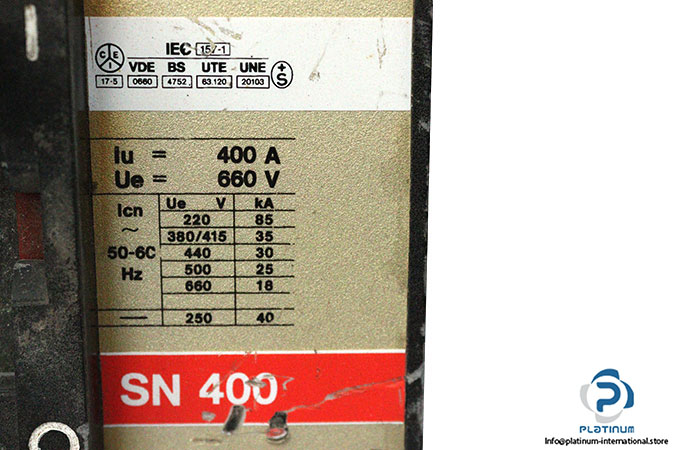 IEC 157-1
C E I VDE BS UTE UNE + S
17-5 0660 4752 63.120 20103
Iu = 400 A
Ue = 660 V
Icn Ue V kA
~ 220 85
380/415 35
50-60 440 30
Hz 500 25
660 18
— 250 40
SN 400
PLATINUM
Info@platinum-international.store